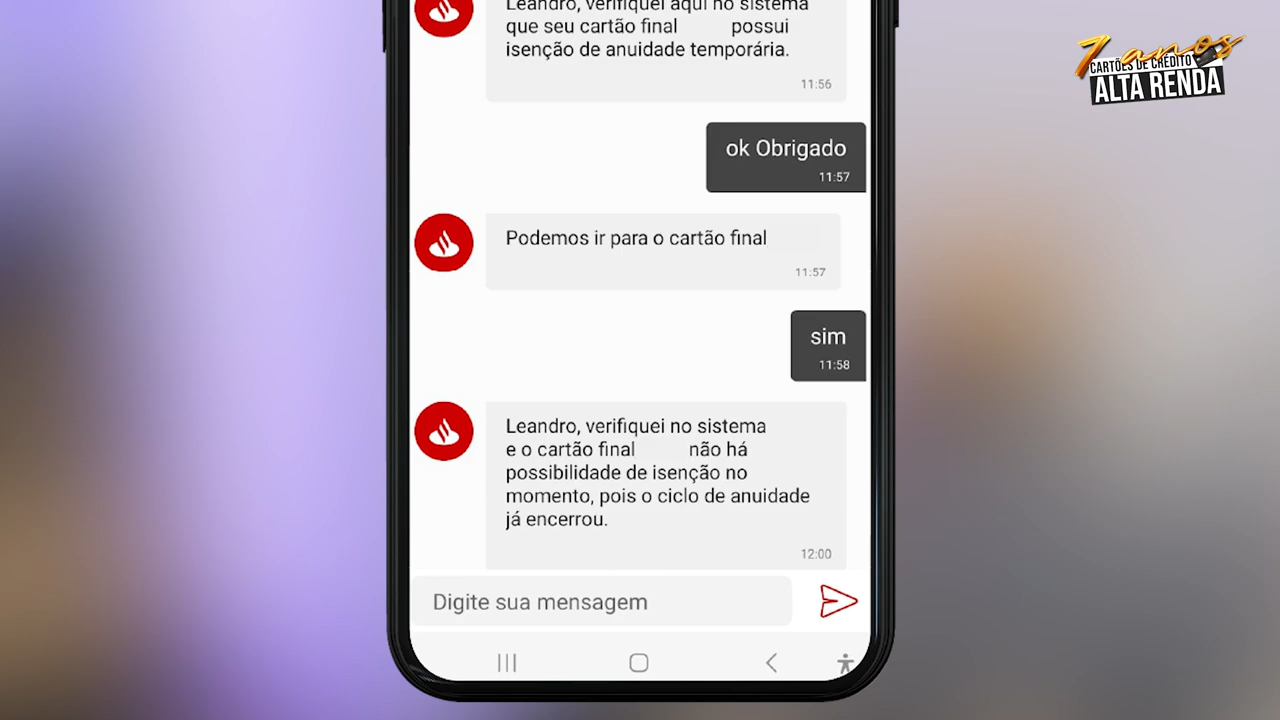 Leandro, verifiquei aqui no sistema
que seu cartão final possui
isenção de anuidade temporária.
11:56
ok Obrigado
11:57
Podemos ir para o cartão final
11:57
sim
11:58
Leandro, verifiquei no sistema
e o cartão final não há
possibilidade de isenção no
momento, pois o ciclo de anuidade
já encerrou.
12:00
Digite sua mensagem
7 anos
CARTÕES DE CRÉDITO
ALTA RENDA